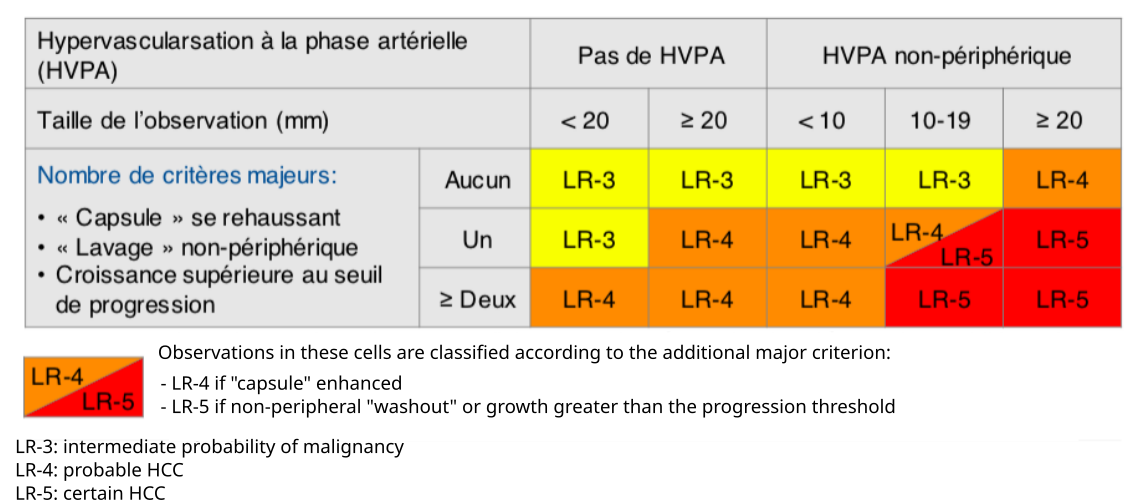 Hypervascularsation à la phase artérielle
(HVPA)
Pas de HVPA
HVPA non-périphérique
Taille de l'observation (mm)
< 20
≥ 20
< 10
10-19
≥ 20
Nombre de critères majeurs:
• « Capsule » se rehaussant
• « Lavage » non-périphérique
• Croissance supérieure au seuil
de progression
Aucun
LR-3
LR-3
LR-3
LR-3
LR-4
Un
LR-3
LR-4
LR-4
LR-4
LR-5
LR-5
≥ Deux
LR-4
LR-4
LR-4
LR-5
LR-5
LR-4
LR-5
Observations in these cells are classified according to the additional major criterion:
- LR-4 if "capsule" enhanced
- LR-5 if non-peripheral "washout" or growth greater than the progression threshold
LR-3: intermediate probability of malignancy
LR-4: probable HCC
LR-5: certain HCC